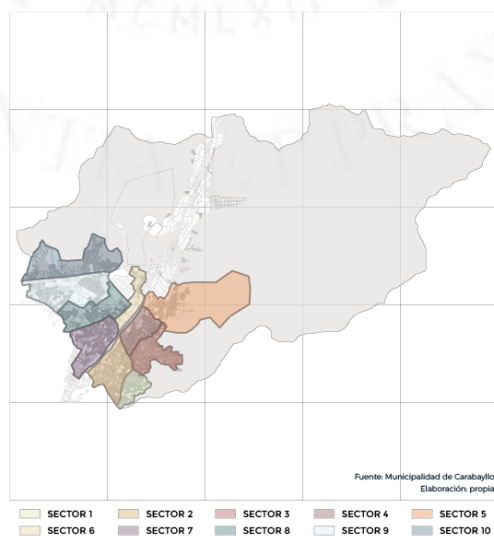 MCMLXII
Fuente: Municipalidad de Carabayllo
Elaboración: propia
SECTOR 1
SECTOR 2
SECTOR 3
SECTOR 4
SECTOR 5
SECTOR 6
SECTOR 7
SECTOR 8
SECTOR 9
SECTOR 10